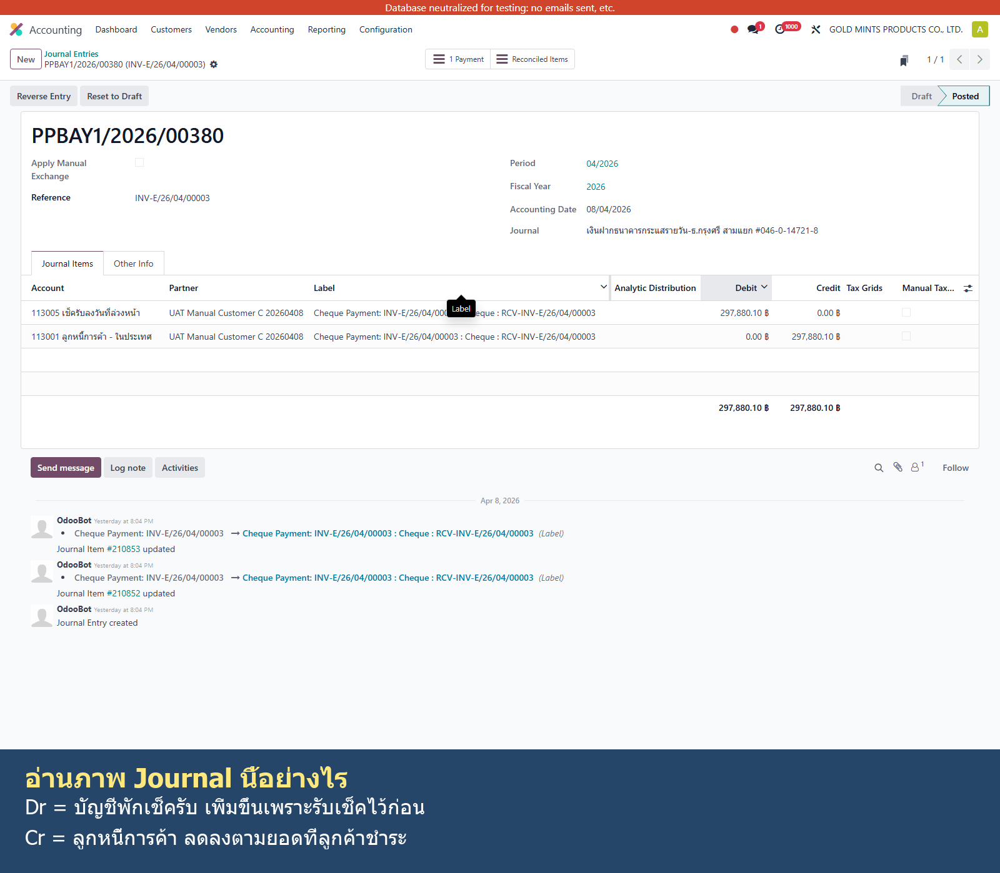 Database neutralized for testing: no emails sent, etc.
Accounting Dashboard Customers Vendors Accounting Reporting Configuration 1 1000 GOLD MINTS PRODUCTS CO., LTD. A
New
Journal Entries
PPBAY1/2026/00380 (INV-E/26/04/00003)
1 Payment Reconciled Items
1 / 1
Reverse Entry Reset to Draft
Draft Posted
PPBAY1/2026/00380
Apply Manual Exchange
Reference INV-E/26/04/00003
Period 04/2026
Fiscal Year 2026
Accounting Date 08/04/2026
Journal เงินฝากธนาคารกระแสรายวัน-ธ.กรุงศรี สามแยก #046-0-14721-8
Journal Items Other Info
Account Partner Label Analytic Distribution Debit Credit Tax Grids Manual Tax...
Label
113005 เช็ครับลงวันที่ล่วงหน้า UAT Manual Customer C 20260408 Cheque Payment: INV-E/26/04/000 eque : RCV-INV-E/26/04/00003 297,880.10 ฿ 0.00 ฿
113001 ลูกหนี้การค้า - ในประเทศ UAT Manual Customer C 20260408 Cheque Payment: INV-E/26/04/00003 : Cheque : RCV-INV-E/26/04/00003 0.00 ฿ 297,880.10 ฿
297,880.10 ฿ 297,880.10 ฿
Send message Log note Activities
1 Follow
Apr 8, 2026
OdooBot Yesterday at 8:04 PM
• Cheque Payment: INV-E/26/04/00003 → Cheque Payment: INV-E/26/04/00003 : Cheque : RCV-INV-E/26/04/00003 (Label)
Journal Item #210853 updated
OdooBot Yesterday at 8:04 PM
• Cheque Payment: INV-E/26/04/00003 → Cheque Payment: INV-E/26/04/00003 : Cheque : RCV-INV-E/26/04/00003 (Label)
Journal Item #210852 updated
OdooBot Yesterday at 8:04 PM
Journal Entry created
อ่านภาพ Journal นี้อย่างไร
Dr = บัญชีพักเช็ครับ เพิ่มขึ้นเพราะรับเช็คไว้ก่อน
Cr = ลูกหนี้การค้า ลดลงตามยอดที่ลูกค้าชำระ